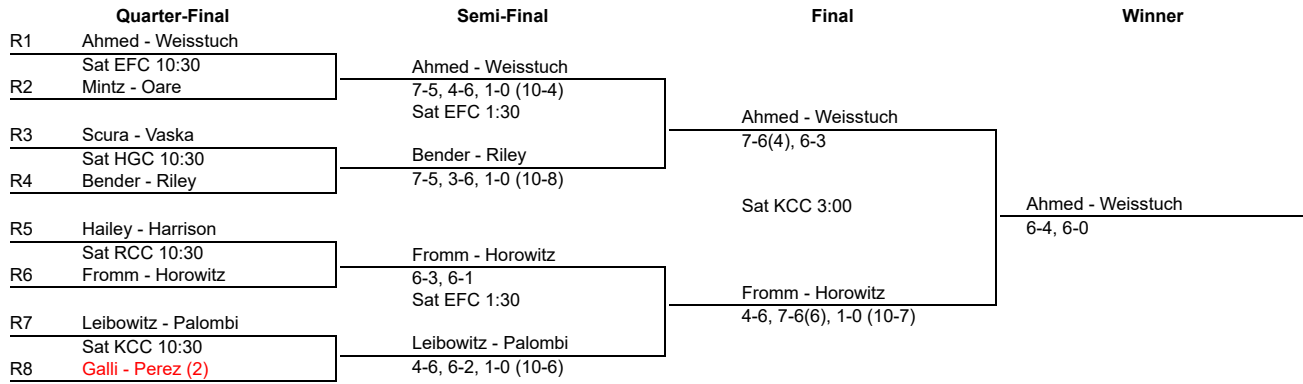 Quarter-Final Semi-Final Final Winner
R1 Ahmed - Weisstuch
Sat EFC 10:30
R2 Mintz - Oare
R3 Scura - Vaska
Sat HGC 10:30
R4 Bender - Riley
R5 Hailey - Harrison
Sat RCC 10:30
R6 Fromm - Horowitz
R7 Leibowitz - Palombi
Sat KCC 10:30
R8 Galli - Perez (2)
Ahmed - Weisstuch
7-5, 4-6, 1-0 (10-4)
Sat EFC 1:30
Bender - Riley
7-5, 3-6, 1-0 (10-8)
Fromm - Horowitz
6-3, 6-1
Sat EFC 1:30
Leibowitz - Palombi
4-6, 6-2, 1-0 (10-6)
Ahmed - Weisstuch
7-6(4), 6-3
Sat KCC 3:00
Fromm - Horowitz
4-6, 7-6(6), 1-0 (10-7)
Ahmed - Weisstuch
6-4, 6-0